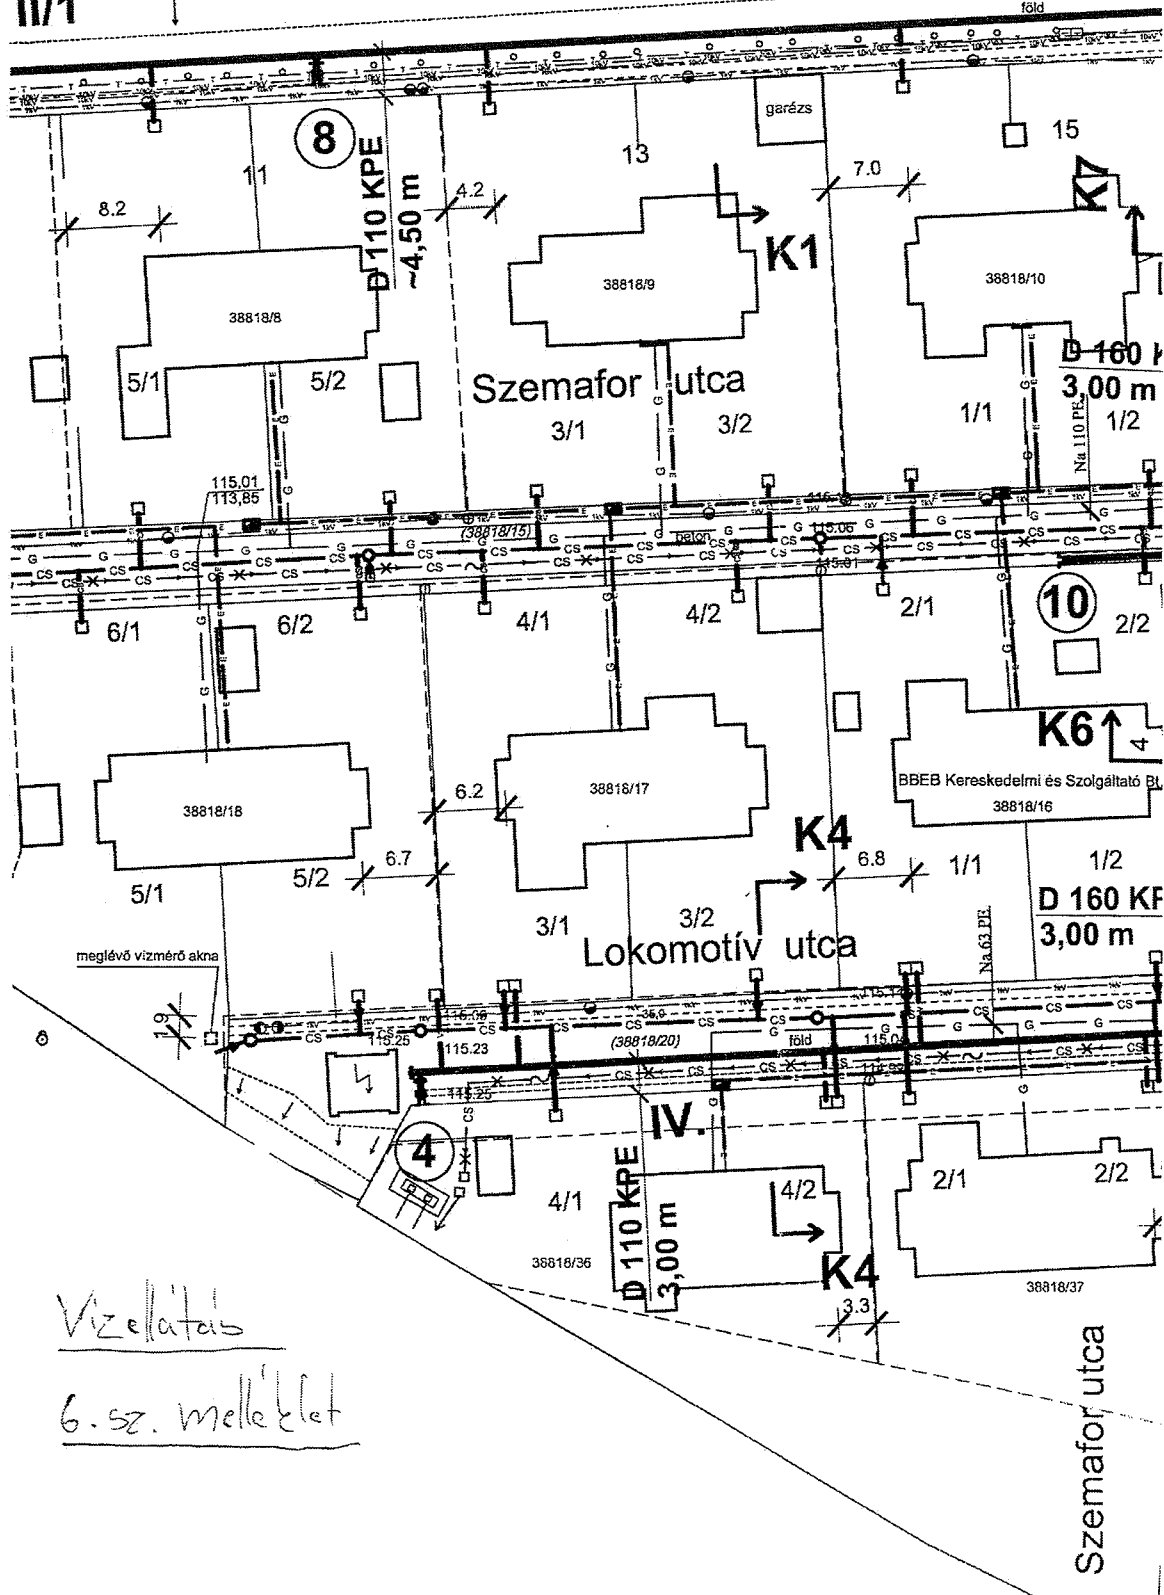 II/1
föld
8
D 110 KPE
~4,50 m
11
13
garázs
15
8.2
4.2
7.0
K1
K7
38818/8
38818/9
38818/10
5/1
5/2
Szemafor utca
3/1
3/2
1/1
1/2
D 160 K
3,00 m
Na 110 PE
115,01
113,85
(38818/15)
beton
115.06
115.01
6/1
6/2
4/1
4/2
2/1
10
2/2
K6
4
BBEB Kereskedelmi és Szolgáltató Bt.
38818/16
38818/18
38818/17
6.2
6.7
6.8
K4
5/1
5/2
3/1
3/2
1/1
1/2
D 160 KP
3,00 m
Na 63 PE
Lokomotív utca
meglévő vízmérő akna
1.9
115.25
115.23
115.25
(38818/20)
föld
4
IV.
D 110 KPE
3,00 m
4/1
4/2
2/1
2/2
38818/36
38818/37
K4
3.3
Szemafor utca
Vízellátás
6. sz. melléklet